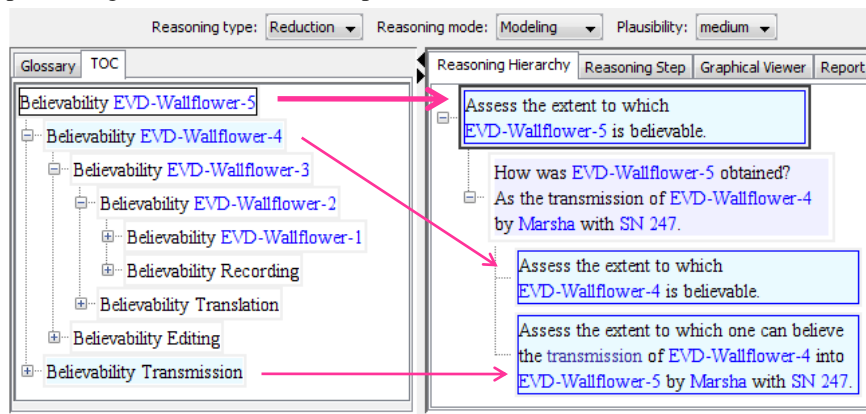 Reasoning type: Reduction Reasoning mode: Modeling Plausibility: medium
Glossary TOC
Believability EVD-Wallflower-5
Believability EVD-Wallflower-4
Believability EVD-Wallflower-3
Believability EVD-Wallflower-2
Believability EVD-Wallflower-1
Believability Recording
Believability Translation
Believability Editing
Believability Transmission
Reasoning Hierarchy Reasoning Step Graphical Viewer Report
Assess the extent to which
EVD-Wallflower-5 is believable.
How was EVD-Wallflower-5 obtained?
As the transmission of EVD-Wallflower-4
by Marsha with SN 247.
Assess the extent to which
EVD-Wallflower-4 is believable.
Assess the extent to which one can believe
the transmission of EVD-Wallflower-4 into
EVD-Wallflower-5 by Marsha with SN 247.